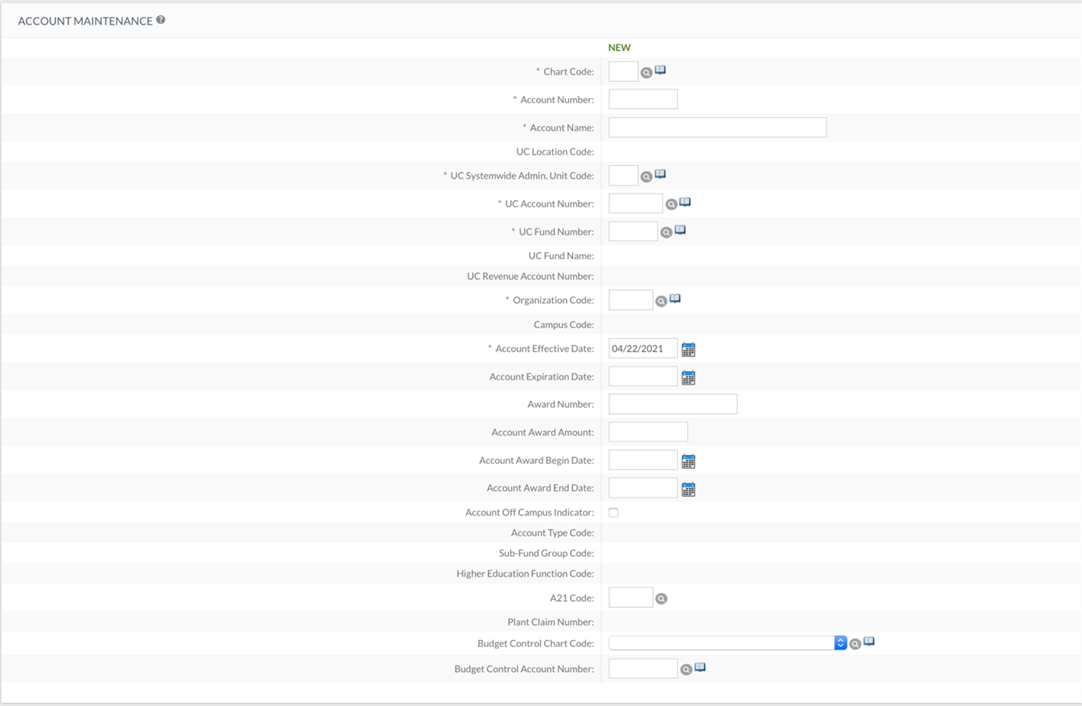 ACCOUNT MAINTENANCE ?
NEW
* Chart Code:
* Account Number:
* Account Name:
UC Location Code:
* UC Systemwide Admin. Unit Code:
* UC Account Number:
* UC Fund Number:
UC Fund Name:
UC Revenue Account Number:
* Organization Code:
Campus Code:
* Account Effective Date: 04/22/2021
Account Expiration Date:
Award Number:
Account Award Amount:
Account Award Begin Date:
Account Award End Date:
Account Off Campus Indicator:
Account Type Code:
Sub-Fund Group Code:
Higher Education Function Code:
A21 Code:
Plant Claim Number:
Budget Control Chart Code:
Budget Control Account Number: